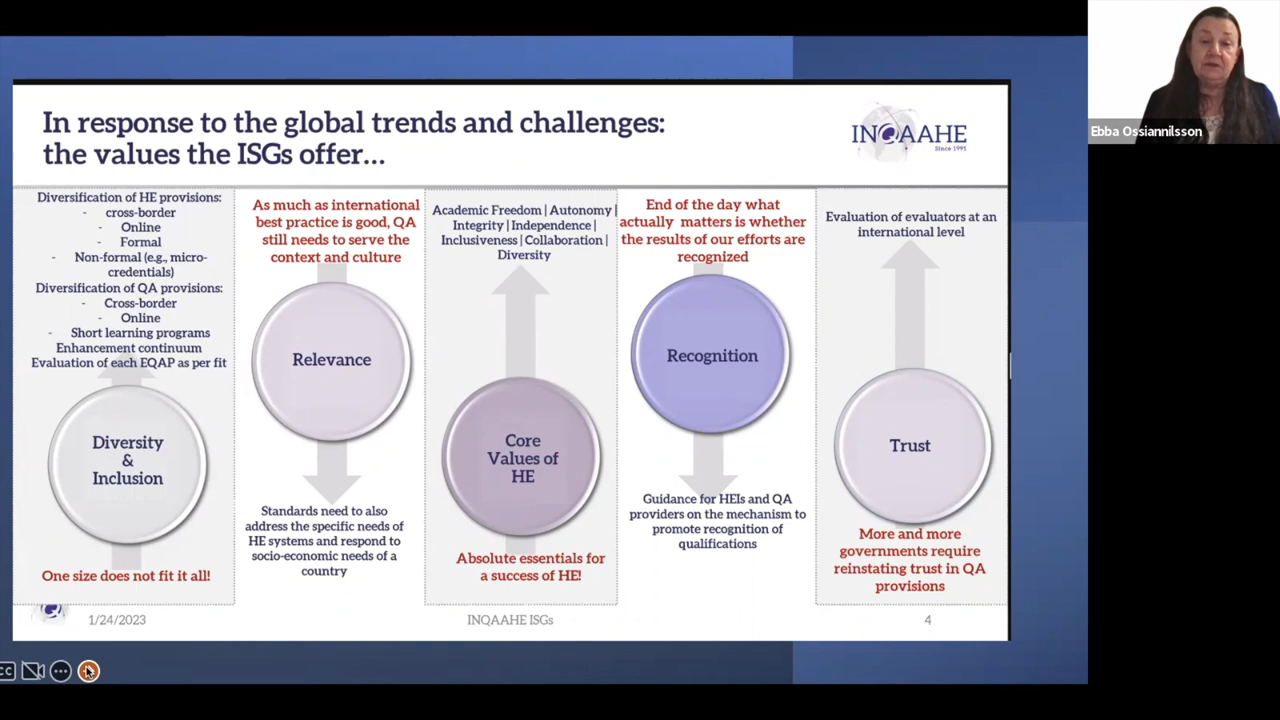 In response to the global trends and challenges:
the values the ISGs offer...
INQAAHE
Since 1991
Diversification of HE provisions:
- cross-border
- Online
- Formal
- Non-formal (e.g., micro-
credentials)
Diversification of QA provisions:
- Cross-border
- Online
- Short learning programs
Enhancement continuum
Evaluation of each EQAP as per fit
Diversity
&
Inclusion
One size does not fit it all!
As much as international
best practice is good, QA
still needs to serve the
context and culture
Relevance
Standards need to also
address the specific needs of
HE systems and respond to
socio-economic needs of a
country
Academic Freedom | Autonomy |
Integrity | Independence |
Inclusiveness | Collaboration |
Diversity
Core
Values of
HE
Absolute essentials for
a success of HE!
End of the day what
actually matters is whether
the results of our efforts are
recognized
Recognition
Guidance for HEIs and QA
providers on the mechanism to
promote recognition of
qualifications
Evaluation of evaluators at an
international level
Trust
More and more
governments require
reinstating trust in QA
provisions
1/24/2023
INQAAHE ISGs
4
CC
Ebba Ossiannilsson